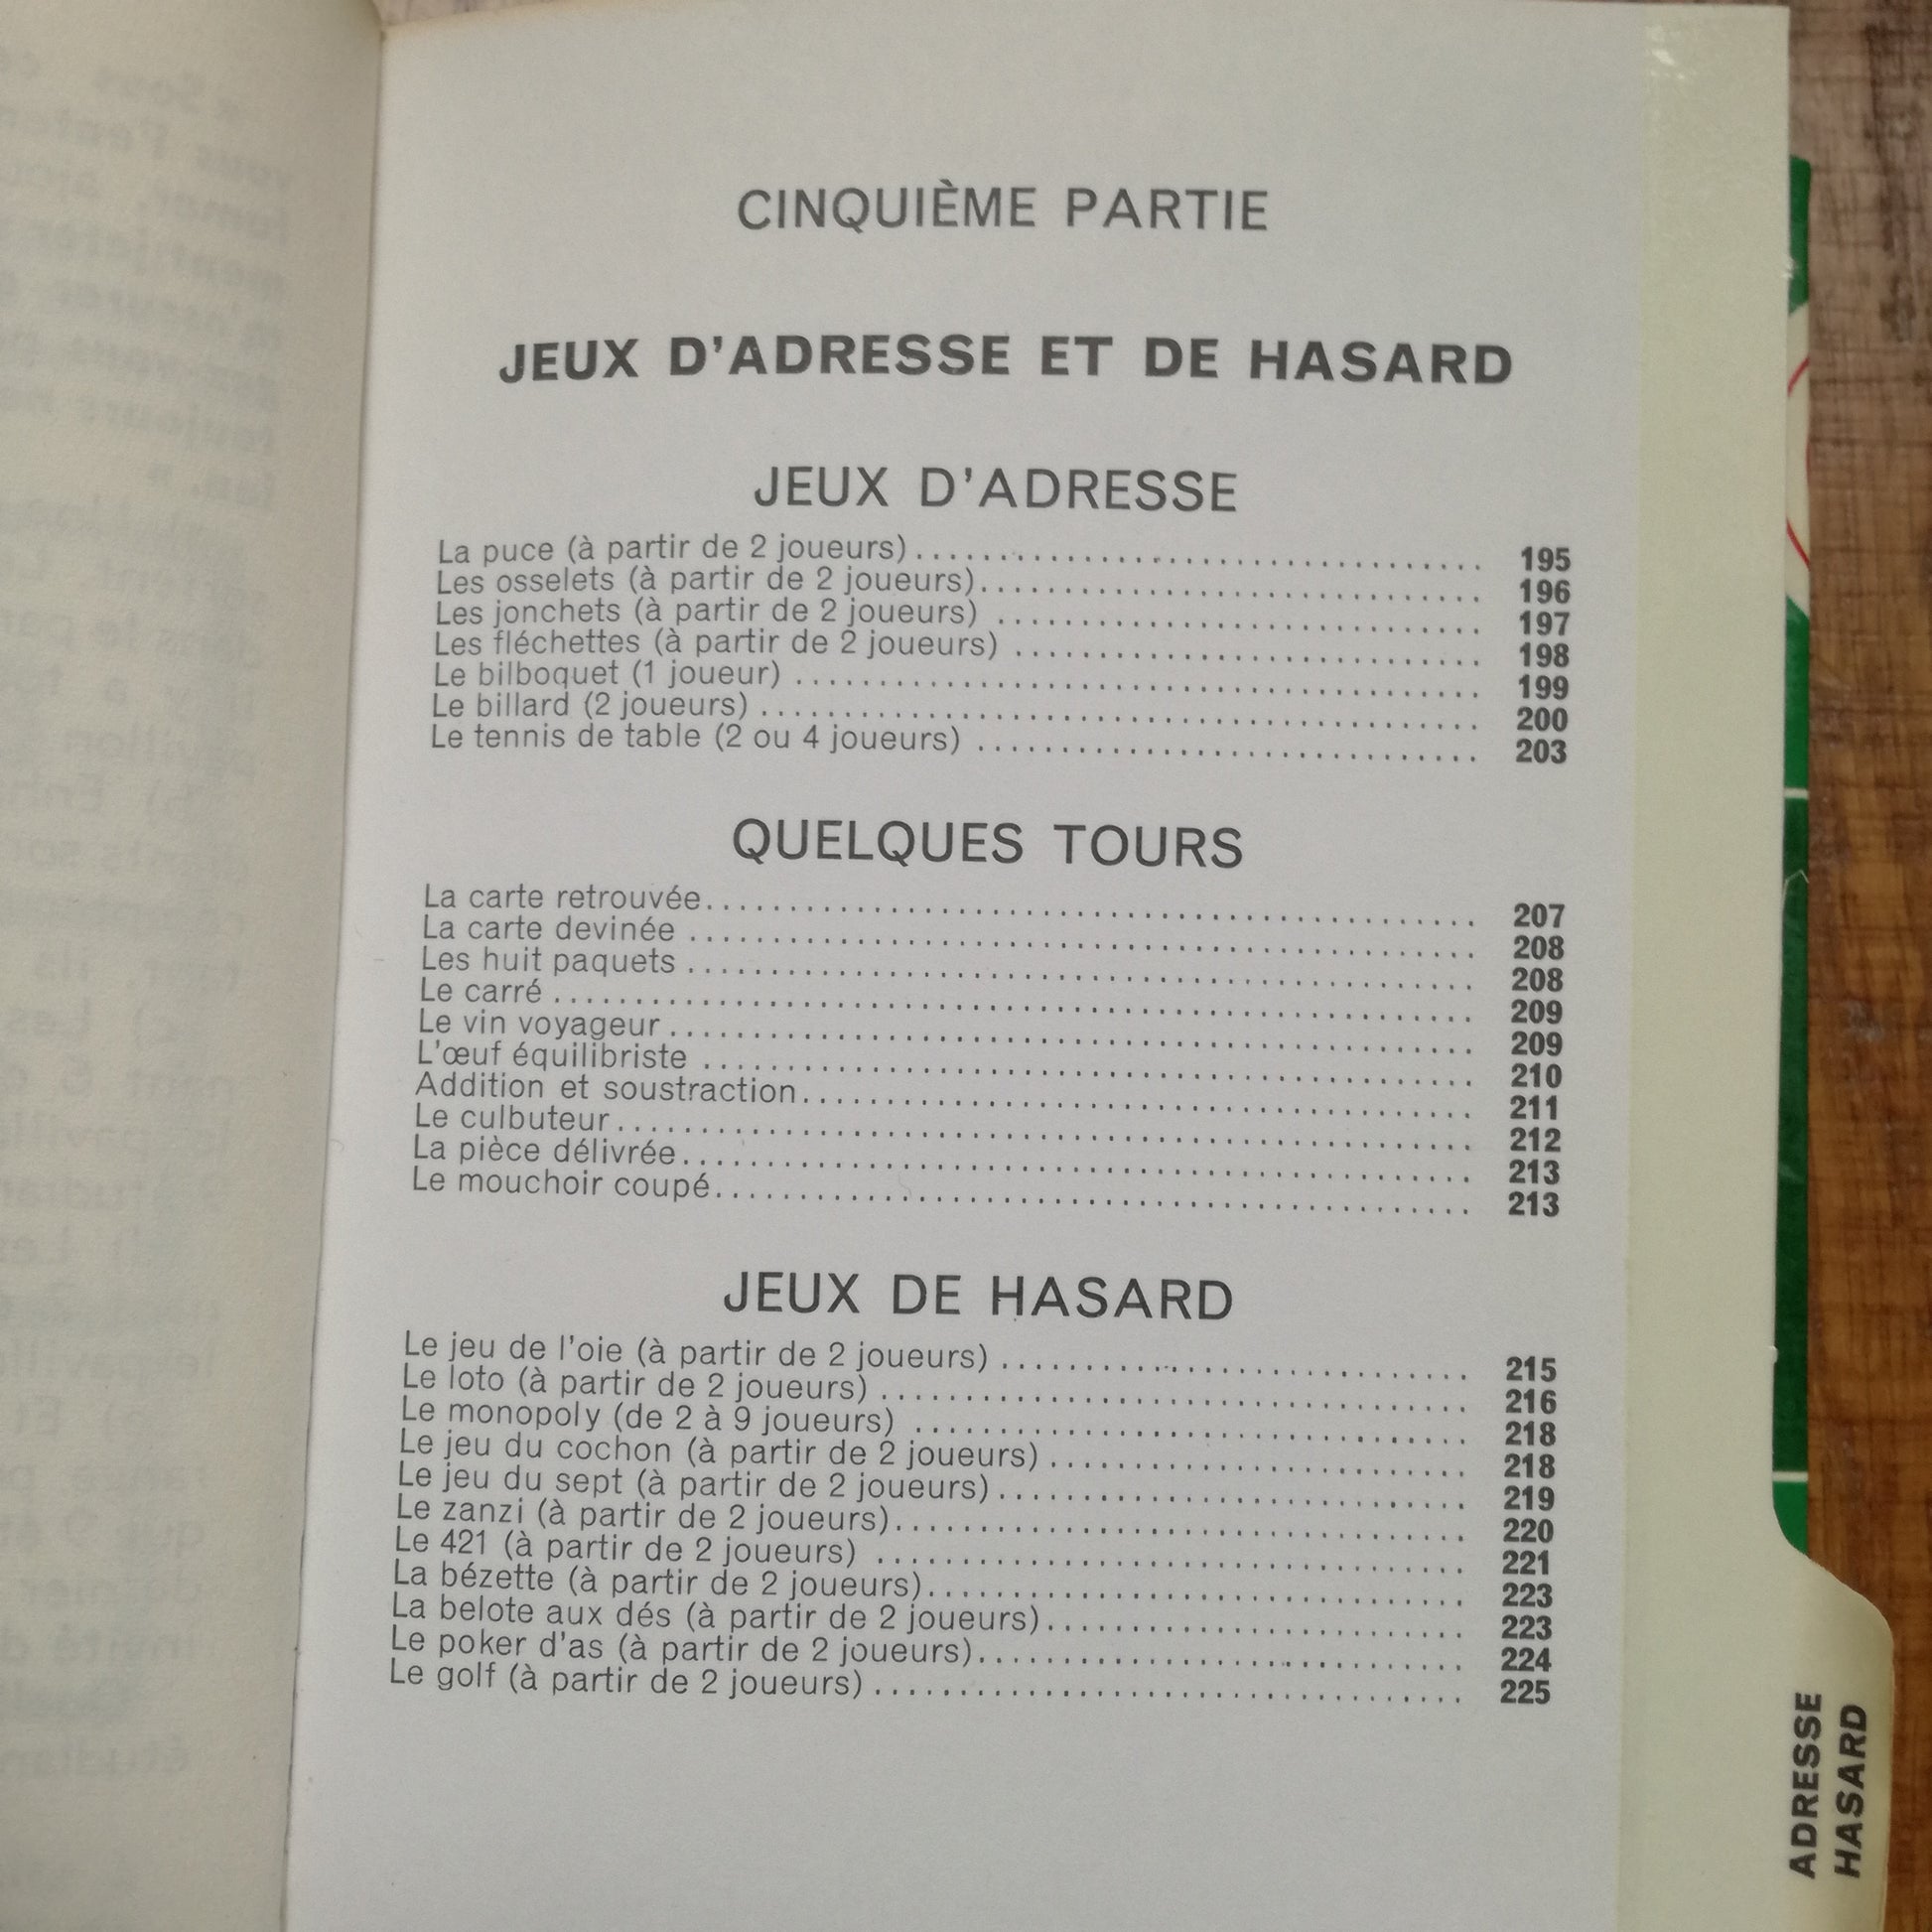 CINQUIÈME PARTIE
JEUX D'ADRESSE ET DE HASARD
JEUX D'ADRESSE
La puce (à partir de 2 joueurs) 195
Les osselets (à partir de 2 joueurs) 196
Les jonchets (à partir de 2 joueurs) 197
Les fléchettes (à partir de 2 joueurs) 198
Le bilboquet (1 joueur) 199
Le billard (2 joueurs) 200
Le tennis de table (2 ou 4 joueurs) 203
QUELQUES TOURS
La carte retrouvée 207
La carte devinée 208
Les huit paquets 208
Le carré 209
Le vin voyageur 209
L'œuf équilibriste 210
Addition et soustraction 211
Le culbuteur 212
La pièce délivrée 213
Le mouchoir coupé 213
JEUX DE HASARD
Le jeu de l'oie (à partir de 2 joueurs) 215
Le loto (à partir de 2 joueurs) 216
Le monopoly (de 2 à 9 joueurs) 218
Le jeu du cochon (à partir de 2 joueurs) 218
Le jeu du sept (à partir de 2 joueurs) 219
Le zanzi (à partir de 2 joueurs) 220
Le 421 (à partir de 2 joueurs) 221
La bézette (à partir de 2 joueurs) 223
La belote aux dés (à partir de 2 joueurs) 223
Le poker d'as (à partir de 2 joueurs) 224
Le golf (à partir de 2 joueurs) 225
ADRESSE
HASARD